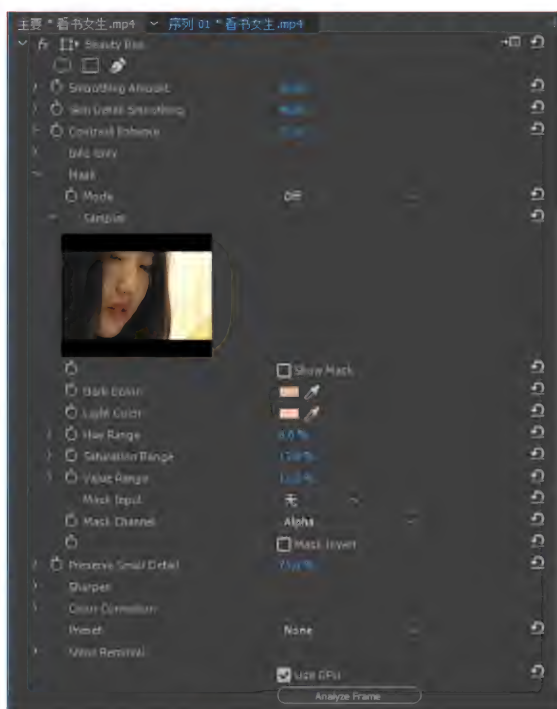 主要 * 看书女生.mp4 序列 01 * 看书女生.mp4
fx Beauty Box
Smoothing Amount
Skin Detail Smoothing
Contrast Enhance
Mask
Mode Off
Sampler
Show Mask
Dark Color
Light Color
Hue Range
Saturation Range
Value Range
Mask Input 无
Mask Channel Alpha
Mask Invert
Preserve Small Detail
Sharpen
Color Correction
Preset None
Shine Removal
Use GPU
Analyze Frame